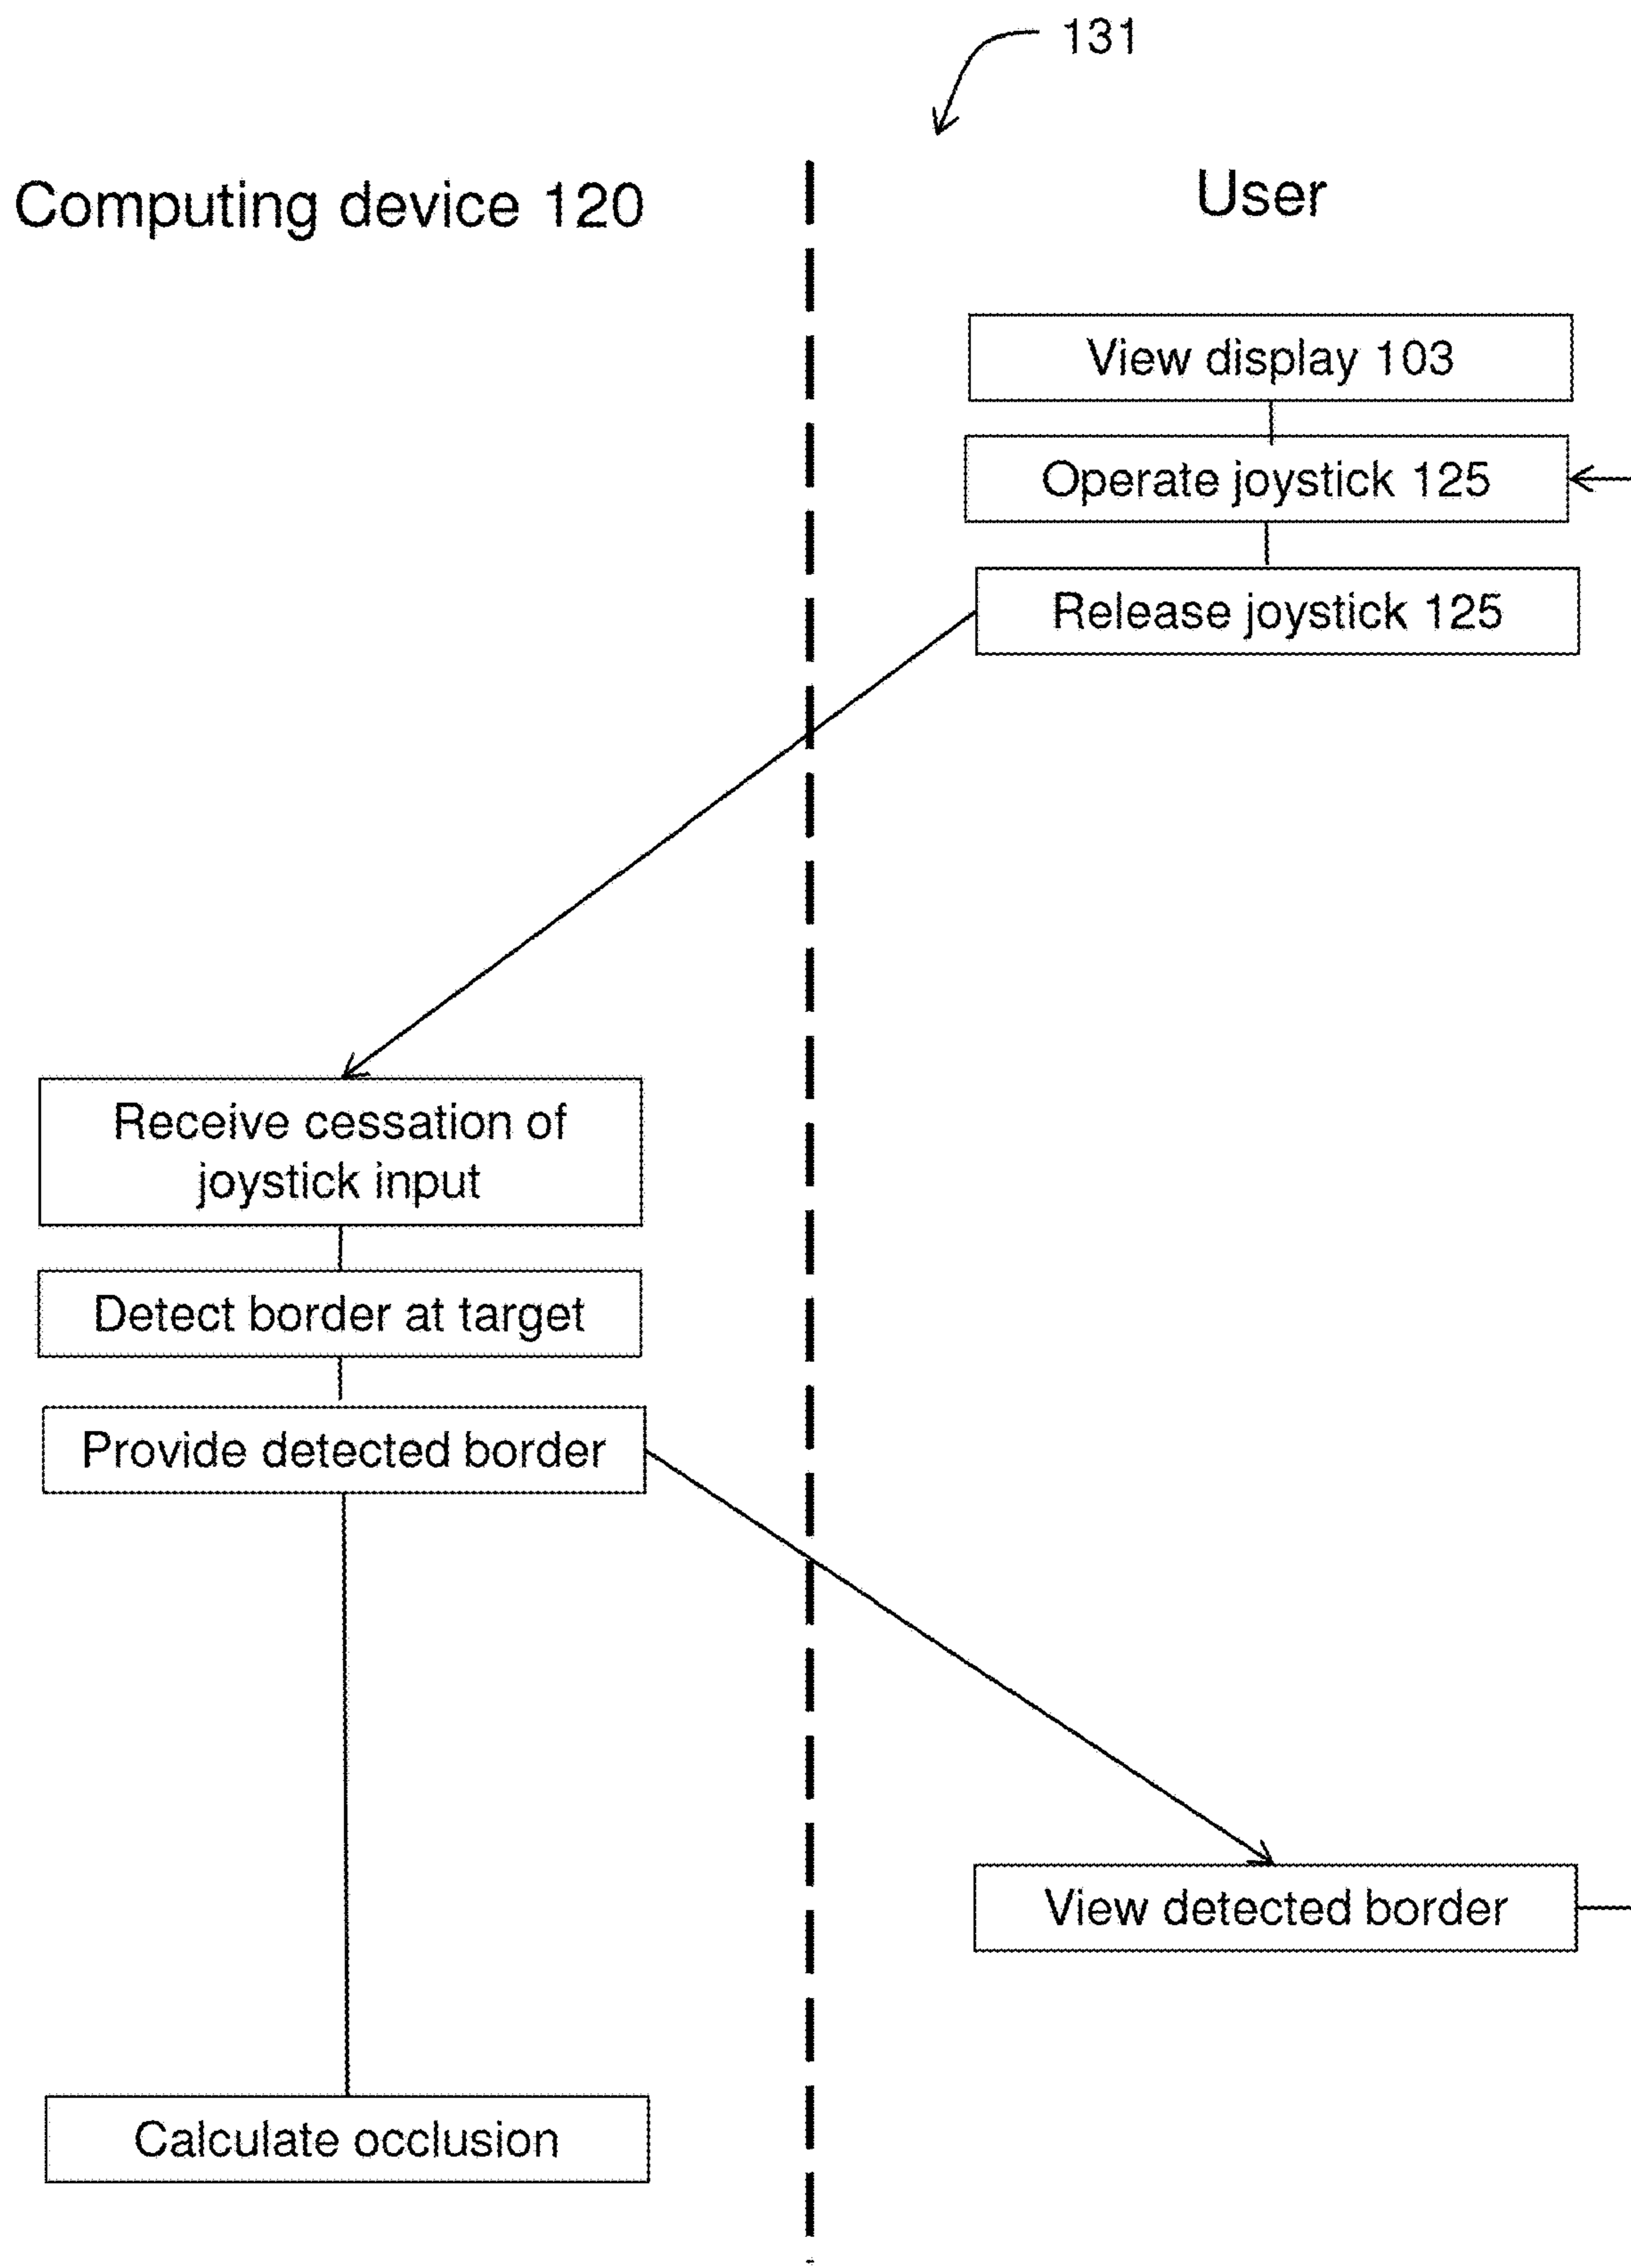 131
Computing device 120
User
View display 103
Operate joystick 125
Release joystick 125
Receive cessation of
joystick input
Detect border at target
Provide detected border
View detected border
Calculate occlusion